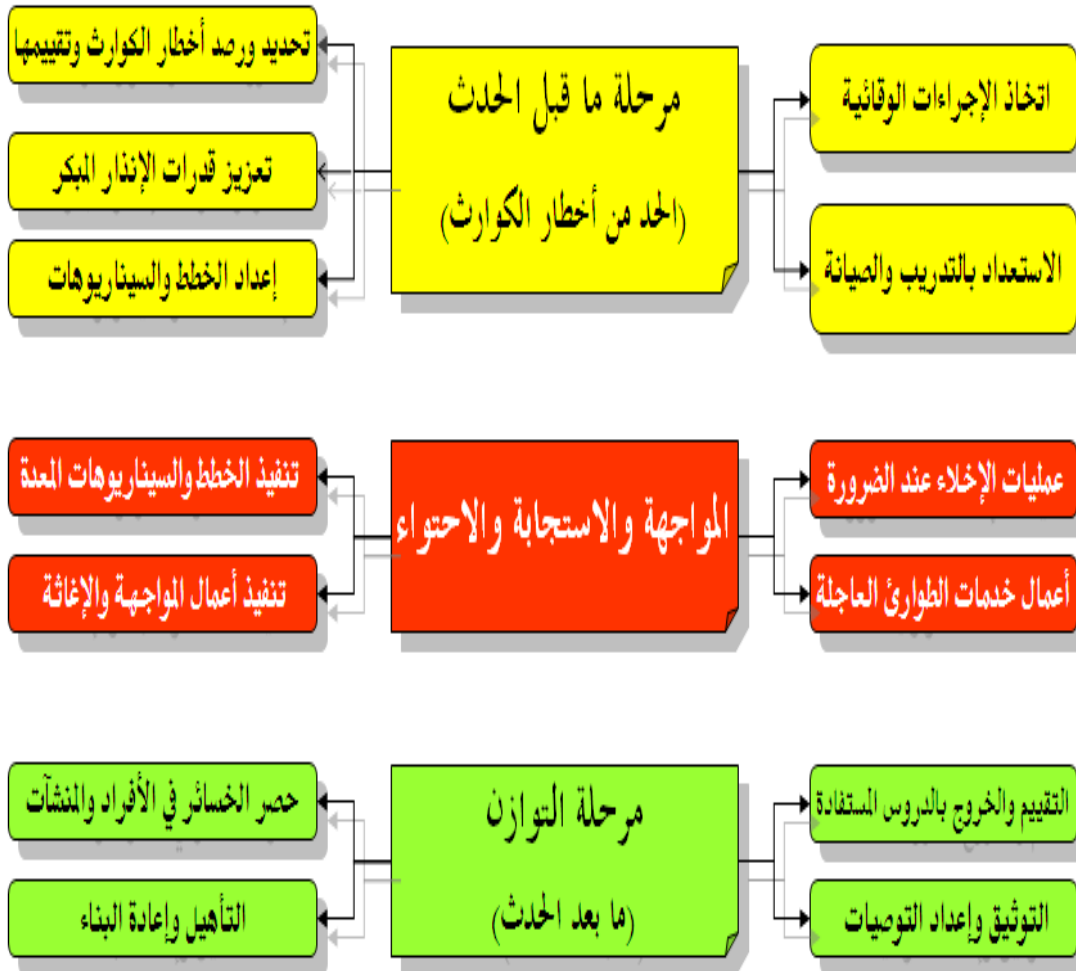 مرحلة ما قبل الحدث
(الحد من أخطار الكوارث)
اتخاذ الإجراءات الوقائية
الاستعداد بالتدريب والصيانة
تحديد ورصد أخطار الكوارث وتقييمها
تعزيز قدرات الإنذار المبكر
إعداد الخطط والسيناريوهات
المواجهة والاستجابة والاحتواء
عمليات الإخلاء عند الضرورة
أعمال خدمات الطوارئ العاجلة
تنفيذ الخطط والسيناريوهات المعدة
تنفيذ أعمال المواجهة والإغاثة
مرحلة التوازن
(ما بعد الحدث)
التقييم والخروج بالدروس المستفادة
التوثيق وإعداد التوصيات
حصر الخسائر في الأفراد والمنشآت
التأهيل وإعادة البناء